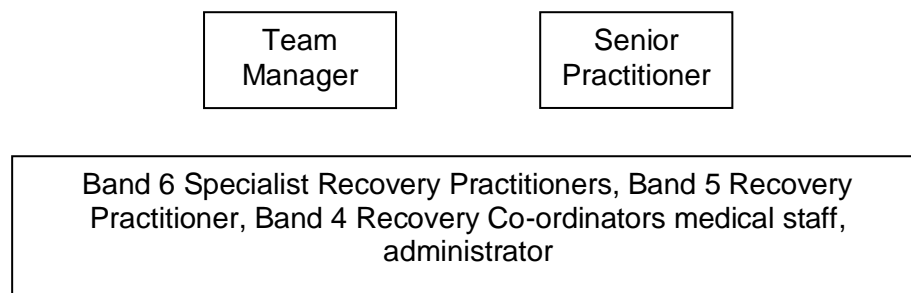 Team
Manager
Senior
Practitioner
Band 6 Specialist Recovery Practitioners, Band 5 Recovery
Practitioner, Band 4 Recovery Co-ordinators medical staff,
administrator